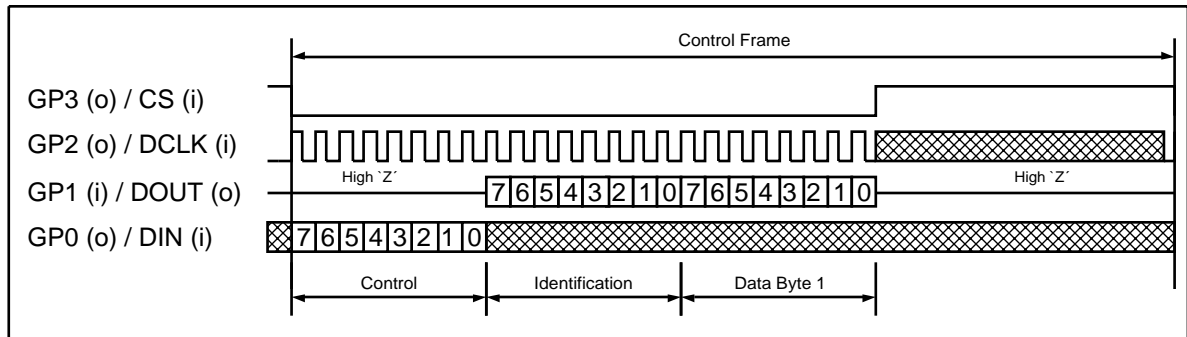 Control Frame
GP3 (o) / CS (i)
GP2 (o) / DCLK (i)
High `Z´ High `Z´
GP1 (i) / DOUT (o) 7 6 5 4 3 2 1 0 7 6 5 4 3 2 1 0
GP0 (o) / DIN (i) 7 6 5 4 3 2 1 0
Control Identification Data Byte 1